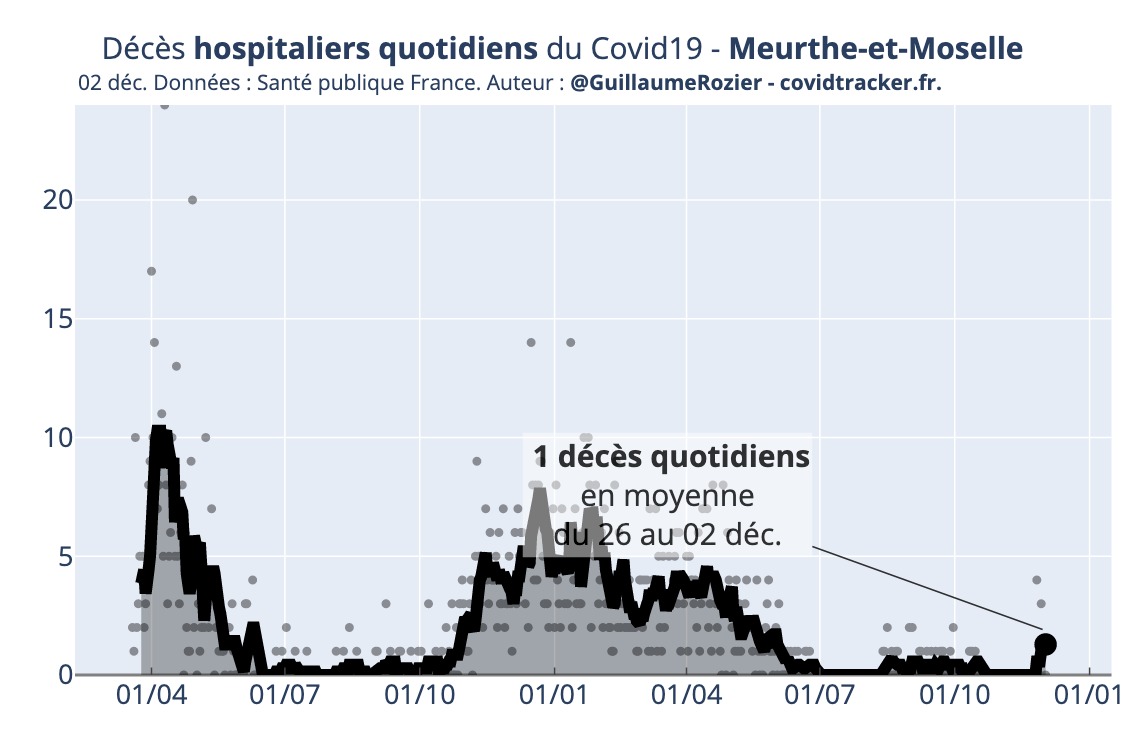 Décès hospitaliers quotidiens du Covid19 - Meurthe-et-Moselle
02 déc. Données : Santé publique France. Auteur : @GuillaumeRozier - covidtracker.fr.
20
15
10
5
0
1 décès quotidiens
en moyenne
du 26 au 02 déc.
01/04 01/07 01/10 01/01 01/04 01/07 01/10 01/01